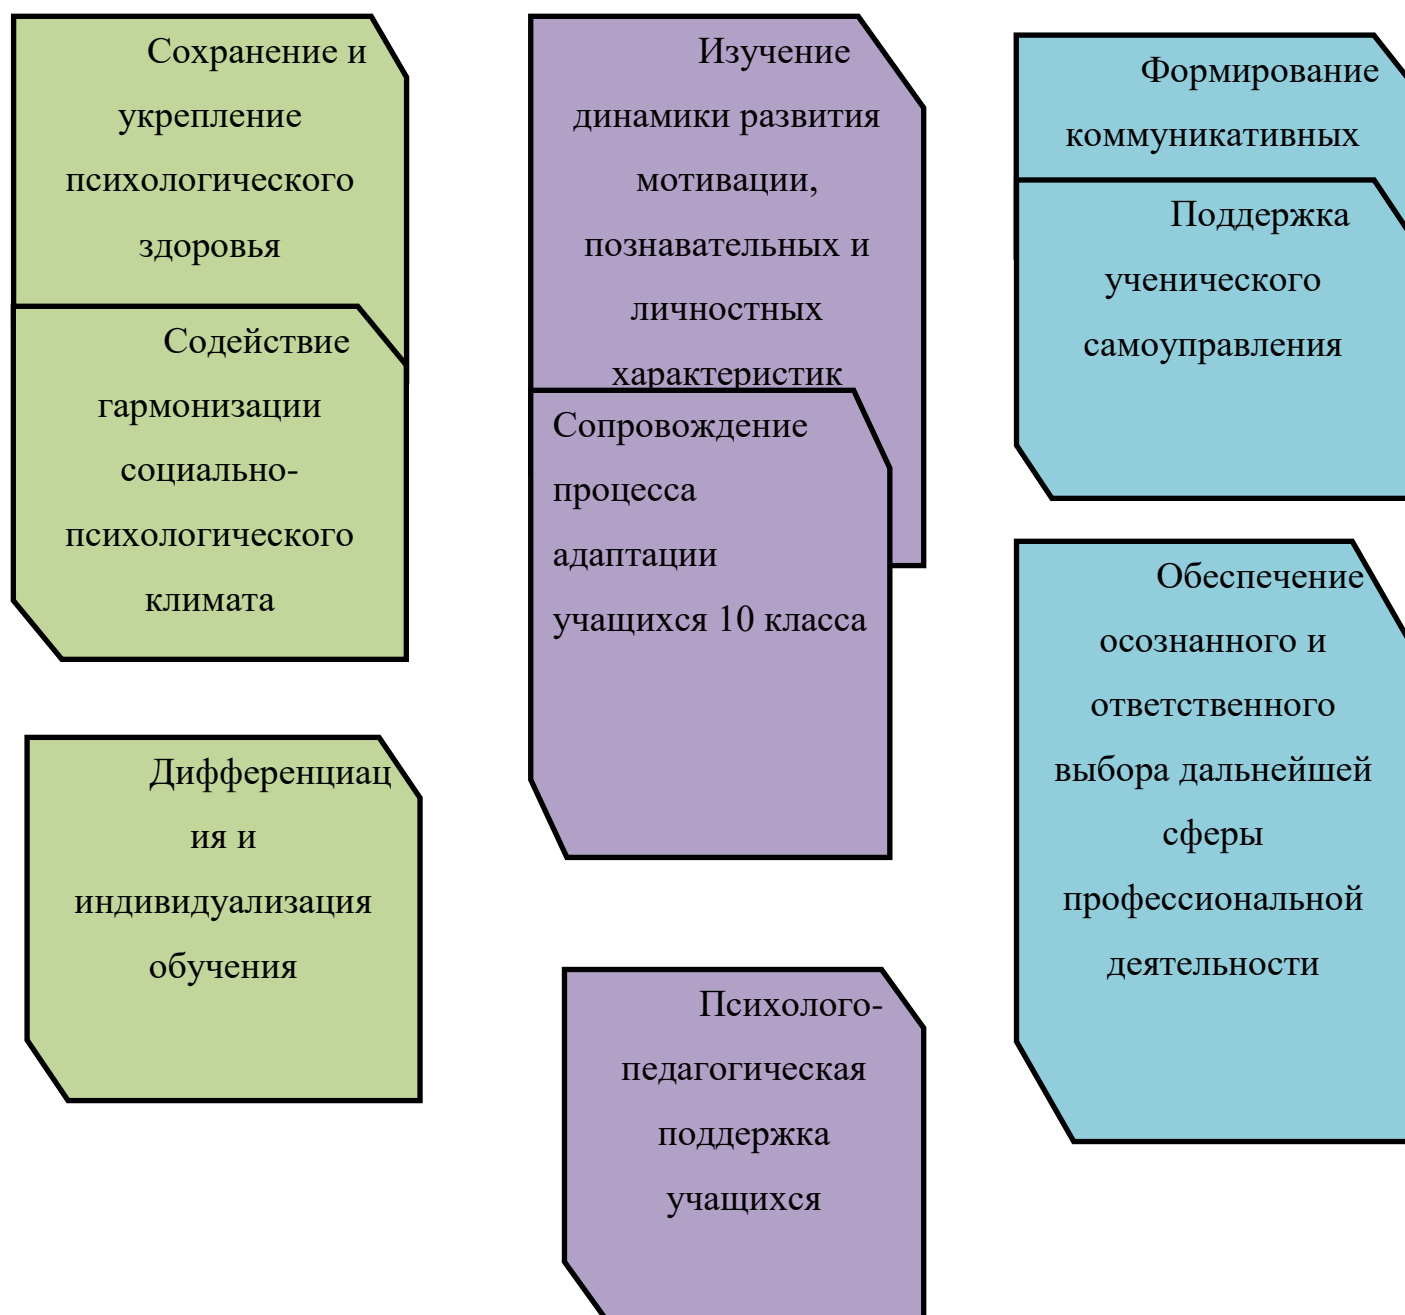 Сохранение и
укрепление
психологического
здоровья
Содействие
гармонизации
социально-
психологического
климата
Дифференциац
ия и
индивидуализация
обучения
Изучение
динамики развития
мотивации,
познавательных и
личностных
характеристик
Сопровождение
процесса
адаптации
учащихся 10 класса
Психолого-
педагогическая
поддержка
учащихся
Формирование
коммуникативных
Поддержка
ученического
самоуправления
Обеспечение
осознанного и
ответственного
выбора дальнейшей
сферы
профессиональной
деятельности